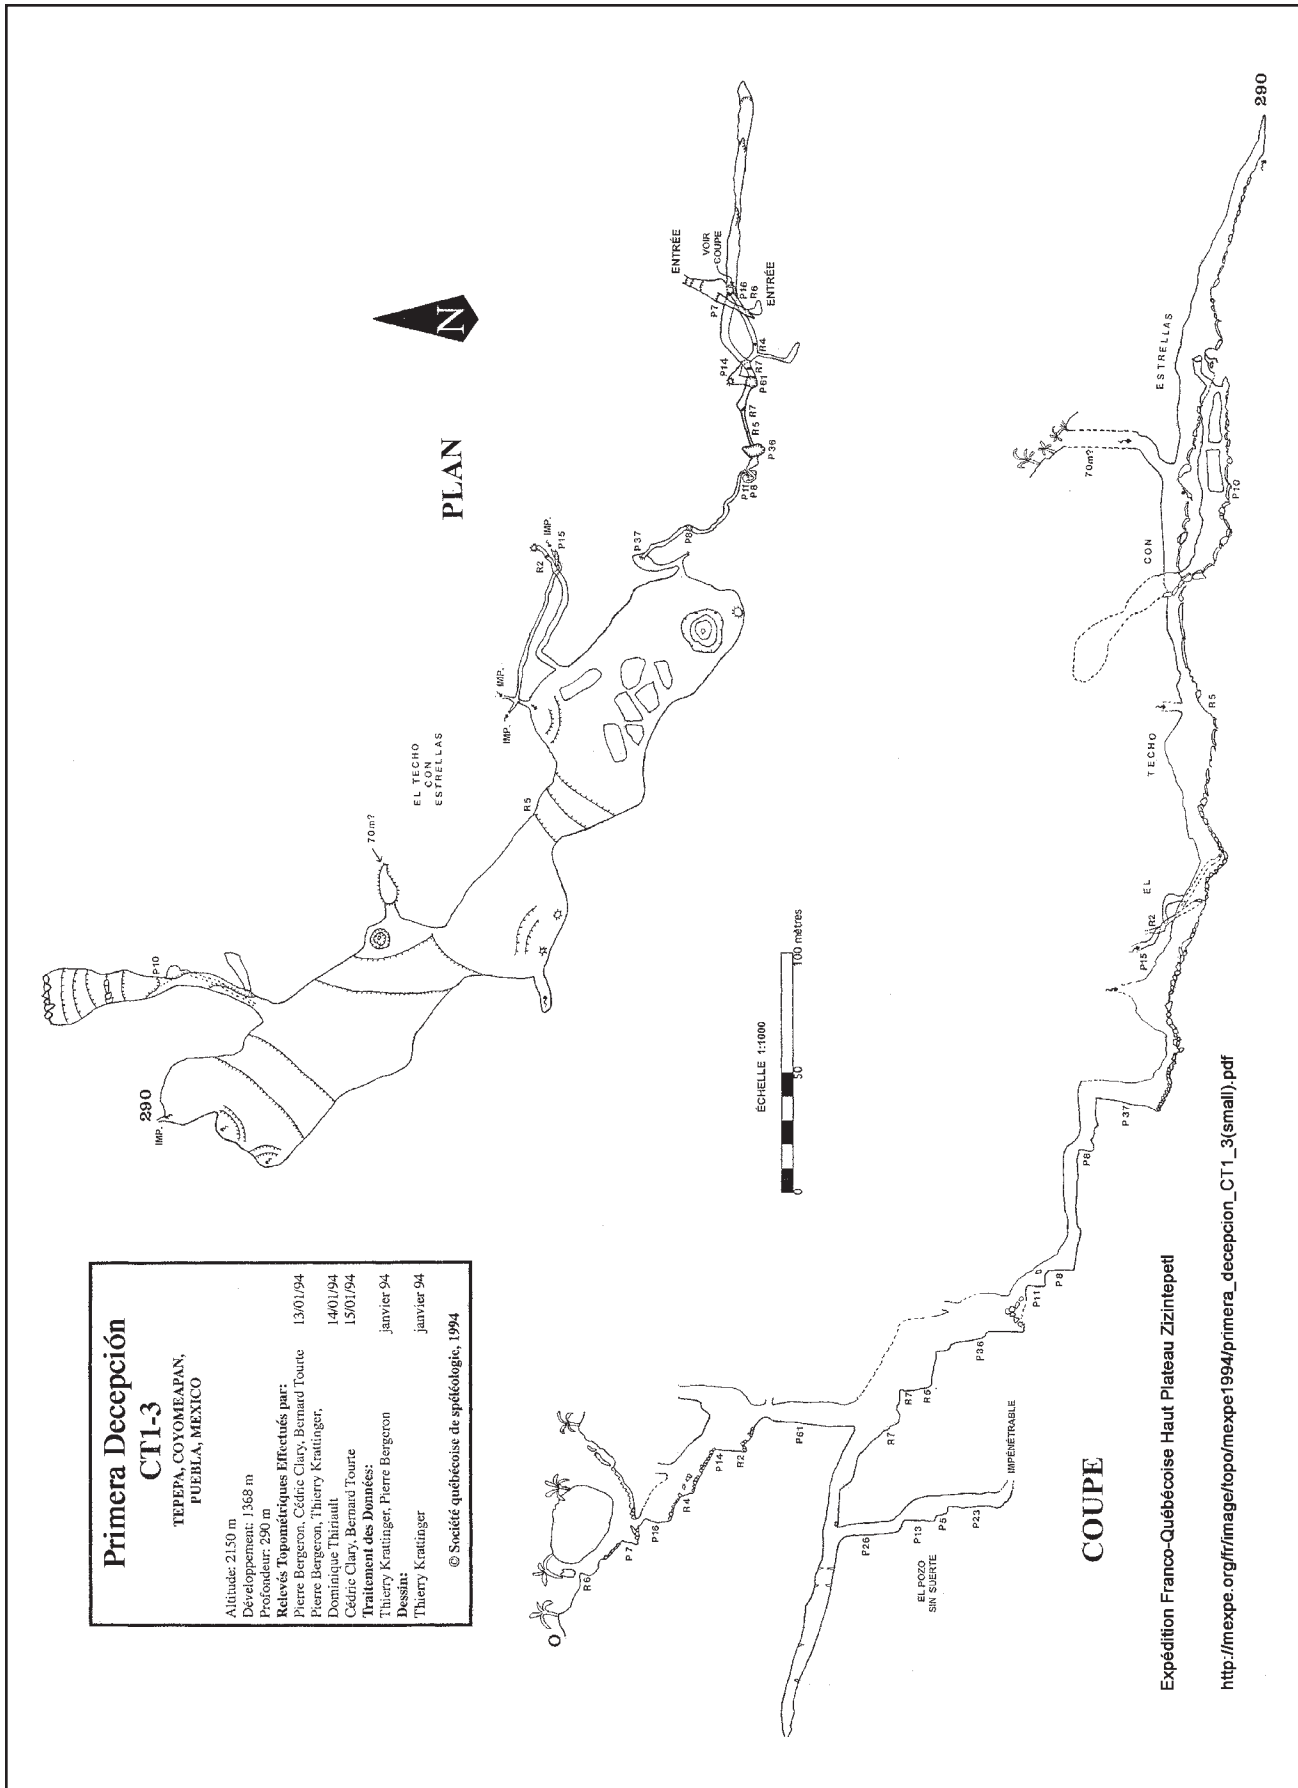 Primera Decepción
CT1-3
TEPEPA, COYOMEAPAN,
PUEBLA, MEXICO
Altitude: 2150 m
Développement: 1368 m
Profondeur: 290 m
Relevés Topométriques Effectués par:
Pierre Bergeron, Cédric Clary, Bernard Tourte 13/01/94
Pierre Bergeron, Thierry Krattinger,
Dominique Thiriault 14/01/94
Cédric Clary, Bernard Tourte 15/01/94
Traitement des Données:
Thierry Krattinger, Pierre Bergeron janvier 94
Dessin:
Thierry Krattinger janvier 94
© Société québécoise de spéléologie, 1994
PLAN
N
290
IMP.
P10
70m?
EL TECHO
CON
ESTRELLAS
R5
IMP.
IMP.
R2
IMP.
P15
P37
P8
P11
P8
P36
R5
R7
P61
R7
P14
R4
P7
P16
R6
ENTRÉE
VOIR
COUPE
ENTRÉE
ÉCHELLE 1:1000
0
50
100 mètres
COUPE
O
R6
P7
P16
R4
P14
R2
P61
P26
P13
P5
P23
IMPÉNÉTRABLE
EL POZO
SIN SUERTE
R7
R7
R5
P36
P11
P8
P8
P37
P15
R2
EL
TECHO
R5
CON
70m?
P10
ESTRELLAS
290
Expédition Franco-Québécoise Haut Plateau Zizintepetl
http://mexpe.org/fr/image/topo/mexpe1994/primera_decepcion_CT1_3(small).pdf